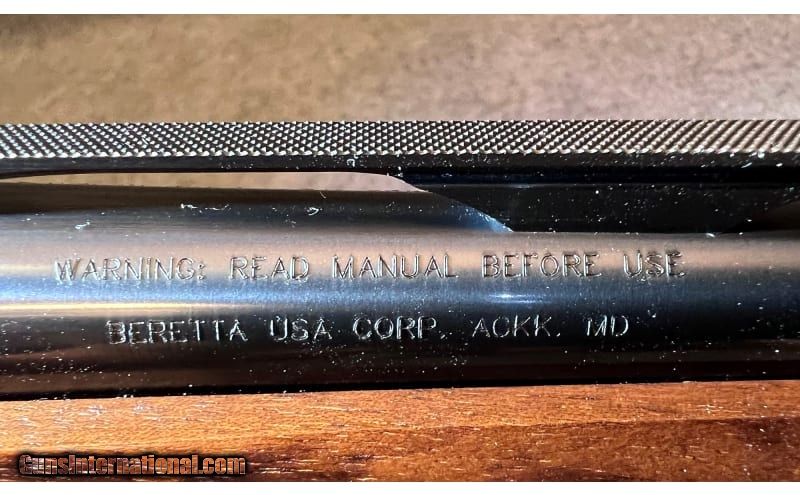 WARNING: READ MANUAL BEFORE USE
BERETTA USA CORP. ACKK. MD
GunsInternational.com